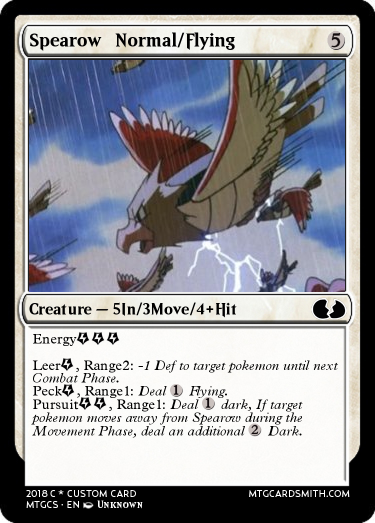 Spearow Normal/Flying 5
Creature — 5In/3Move/4+Hit
Energy
Leer , Range2: -1 Def to target pokemon until next
Combat Phase.
Peck , Range1: Deal 1 Flying.
Pursuit , Range1: Deal 1 dark, If target
pokemon moves away from Spearow during the
Movement Phase, deal an additional 2 Dark.
2018 C * CUSTOM CARD
MTGCARDSMITH.COM
MTGCS · EN Unknown